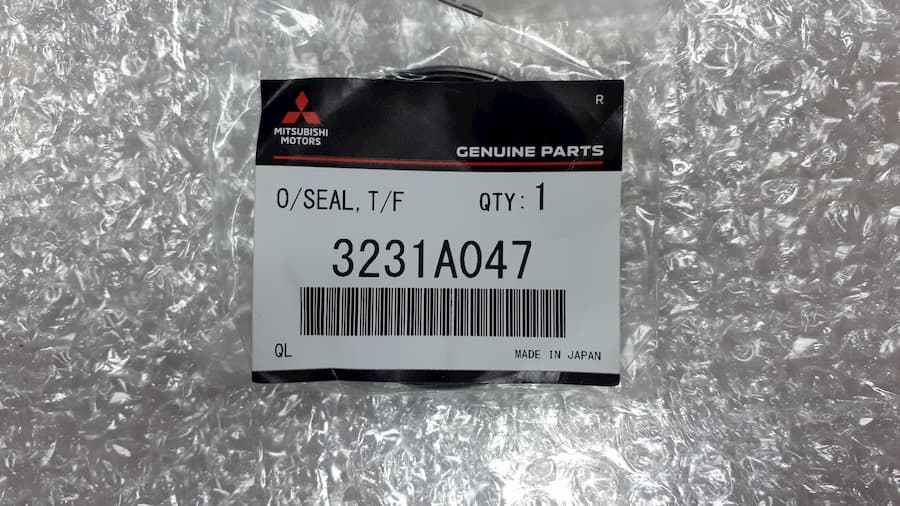 R
MITSUBISHI
MOTORS
GENUINE PARTS
O/SEAL,T/F QTY: 1
3231A047
QL MADE IN JAPAN